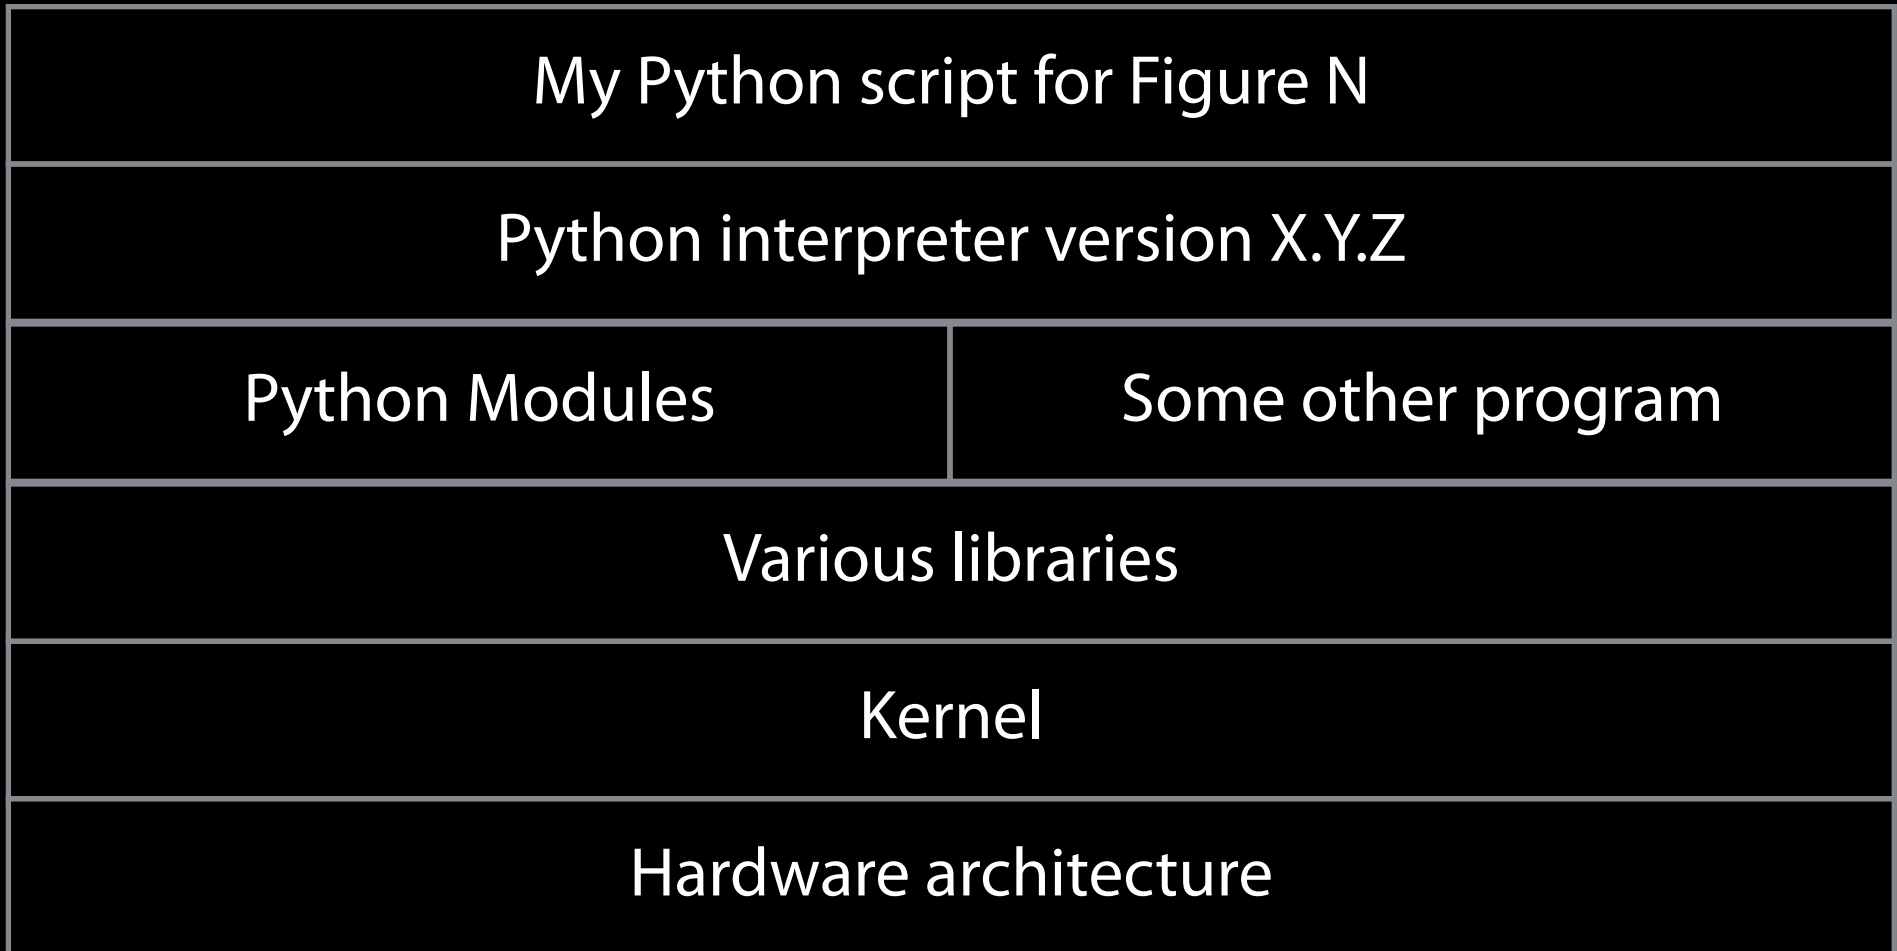 My Python script for Figure N
Python interpreter version X.Y.Z
Python Modules
Some other program
Various libraries
Kernel
Hardware architecture